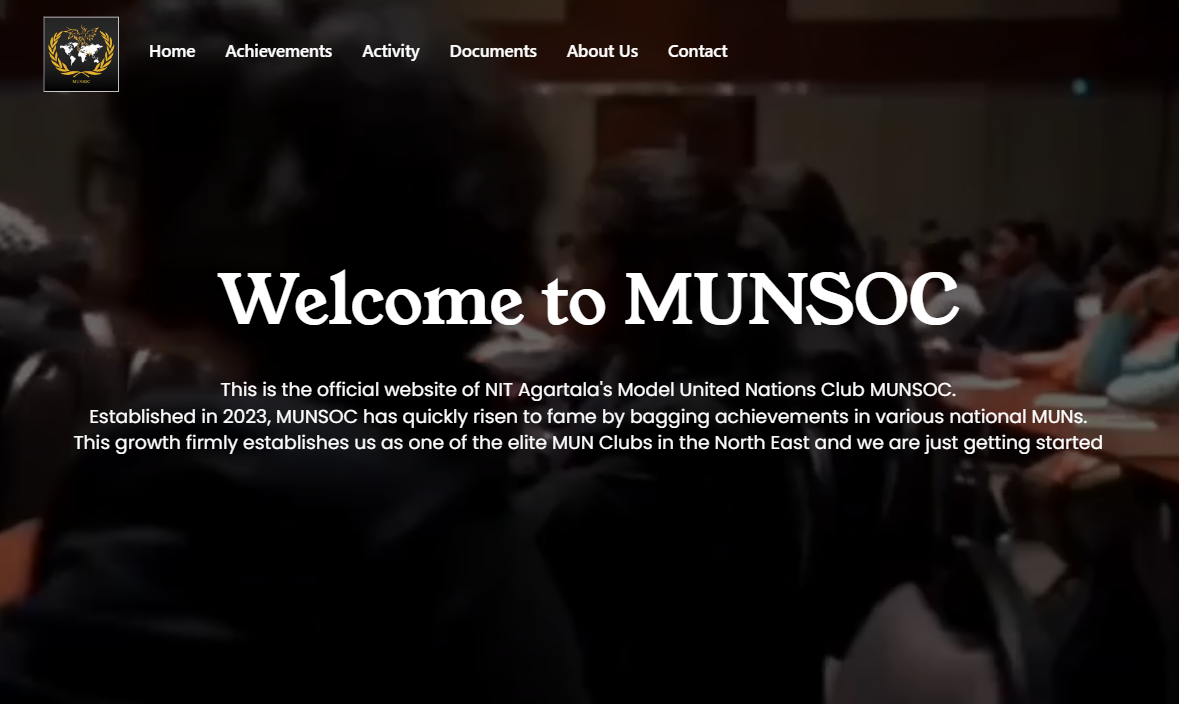 MUNSOC
Home Achievements Activity Documents About Us Contact
Welcome to MUNSOC
This is the official website of NIT Agartala's Model United Nations Club MUNSOC.
Established in 2023, MUNSOC has quickly risen to fame by bagging achievements in various national MUNs.
This growth firmly establishes us as one of the elite MUN Clubs in the North East and we are just getting started